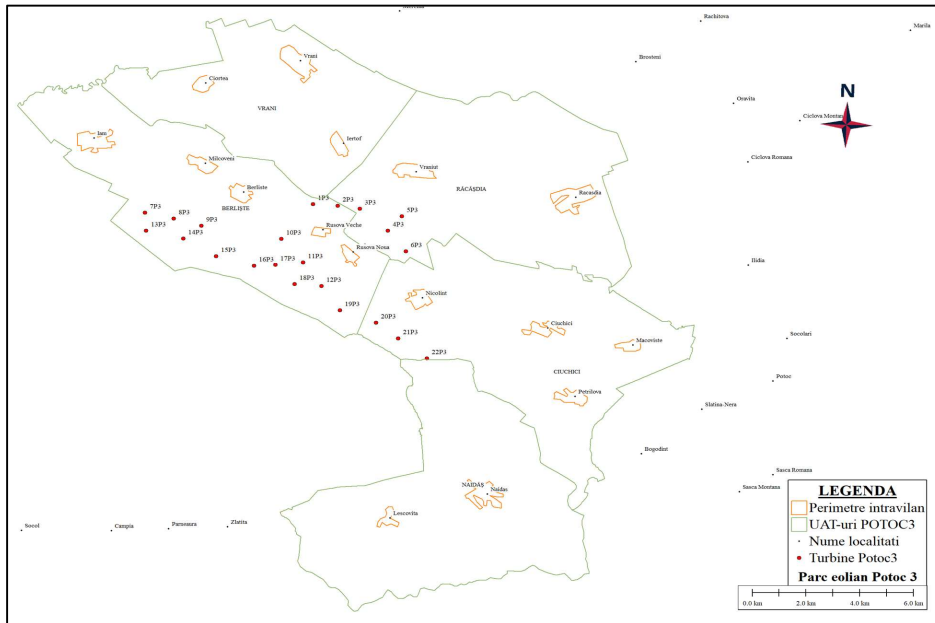 Rachitova
Marila
Vrani
Brosteni
Ciortea
Oravita
VRANI
Ciclova Montan
Iam
Iertof
Milcoveni
Ciclova Romana
Vraniut
RĂCĂȘDIA
Berliste
Racasdia
BERLIȘTE
1P3
2P3
3P3
7P3
8P3
5P3
9P3
13P3
Rusova Veche
4P3
14P3
10P3
Rusova Noua
6P3
15P3
16P3
17P3
11P3
Ilidia
18P3
12P3
Nicolint
19P3
20P3
Ciuchici
21P3
Macoviste
Socolari
22P3
CIUCHICI
Potoc
Petrilova
Slatina-Nera
Bogodint
Sasca Romana
NAIDĂȘ
Naidas
Sasca Montana
Lescovita
Socol
Campia
Parneaura
Zlatita
N
LEGENDA
Perimetre intravilan
UAT-uri POTOC3
Nume localitati
Turbine Potoc3
Parc eolian Potoc 3
0.0 km
2.0 km
4.0 km
6.0 km